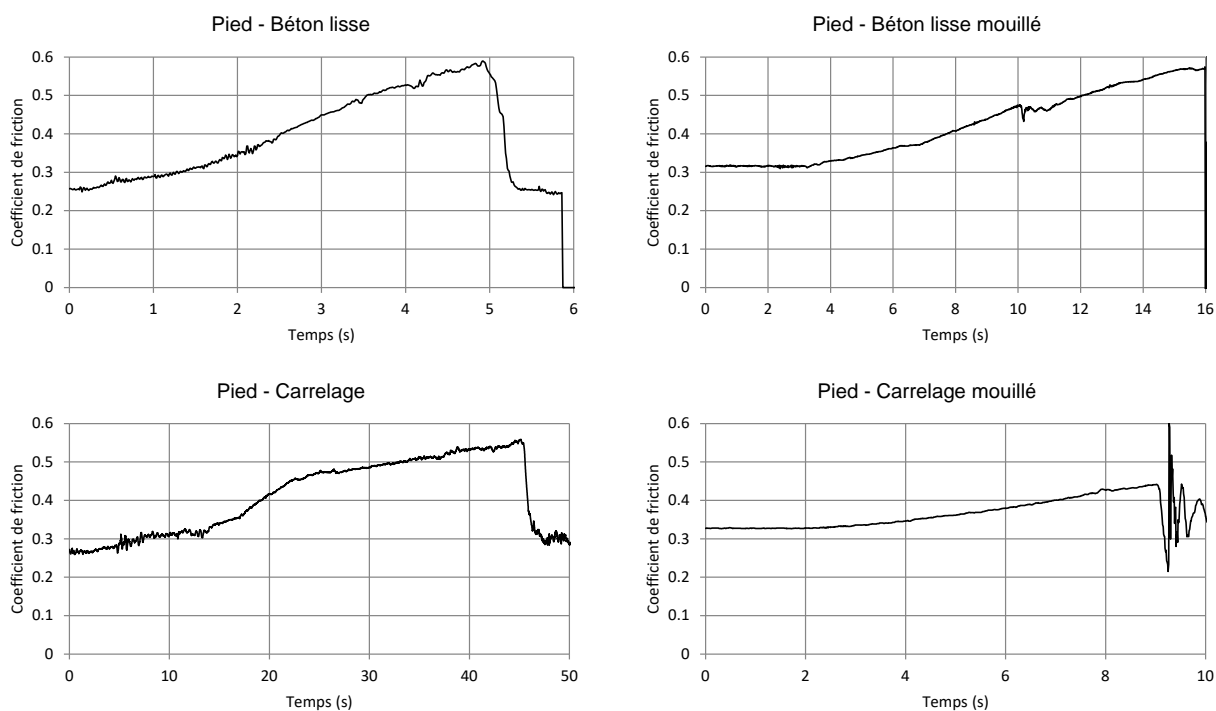 Pied - Béton lisse
0.6
0.5
0.4
0.3
0.2
0.1
0
Coefficient de friction
0 1 2 3 4 5 6
Temps (s)
Pied - Béton lisse mouillé
0.6
0.5
0.4
0.3
0.2
0.1
0
Coefficient de friction
0 2 4 6 8 10 12 14 16
Temps (s)
Pied - Carrelage
0.6
0.5
0.4
0.3
0.2
0.1
0
Coefficient de friction
0 10 20 30 40 50
Temps (s)
Pied - Carrelage mouillé
0.6
0.5
0.4
0.3
0.2
0.1
0
Coefficient de friction
0 2 4 6 8 10
Temps (s)